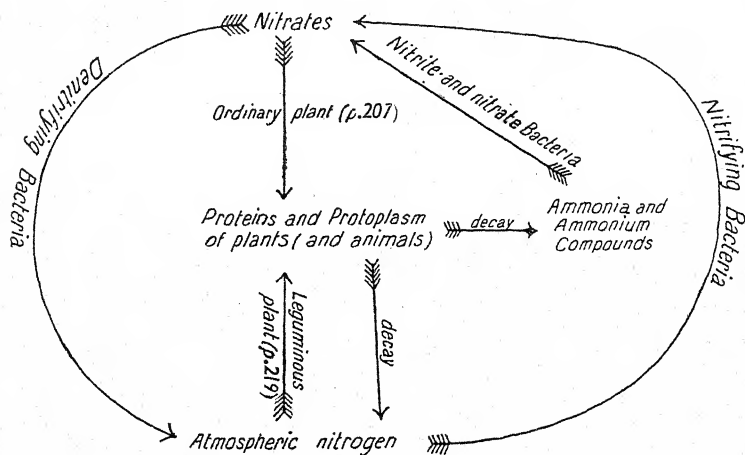 Nitrates
Denitrifying
Bacteria
Nitrite-and nitrate Bacteria
Nitrifying Bacteria
Ordinary plant (p.207)
Proteins and Protoplasm
of plants (and animals)
decay
Ammonia and
Ammonium
Compounds
Leguminous
plant (p.219)
decay
Atmospheric nitrogen